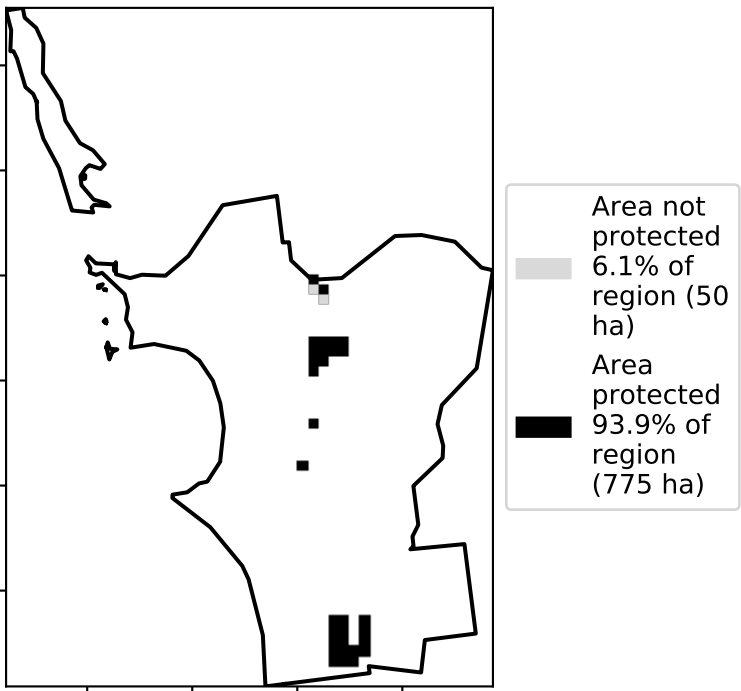 Area not
protected
6.1% of
region (50
ha)
Area
protected
93.9% of
region
(775 ha)